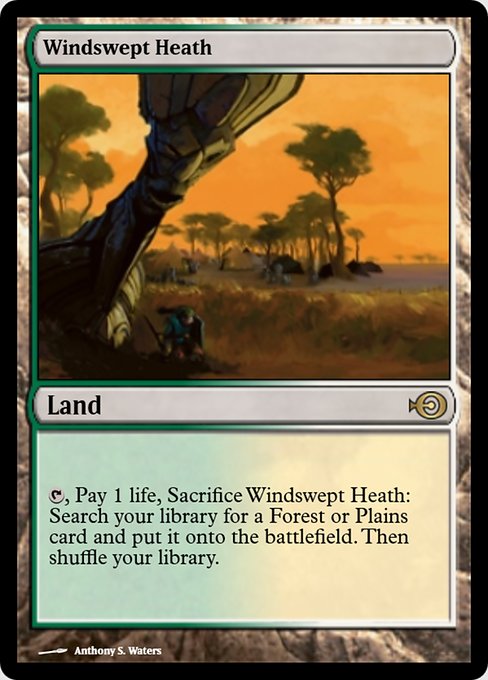 Windswept Heath
Land
, Pay 1 life, Sacrifice Windswept Heath:
Search your library for a Forest or Plains
card and put it onto the battlefield. Then
shuffle your library.
Anthony S. Waters